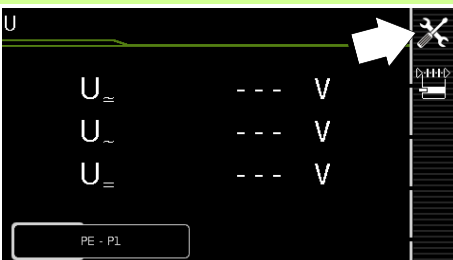 U
U≃ --- V
U~ --- V
U= --- V
PE - P1